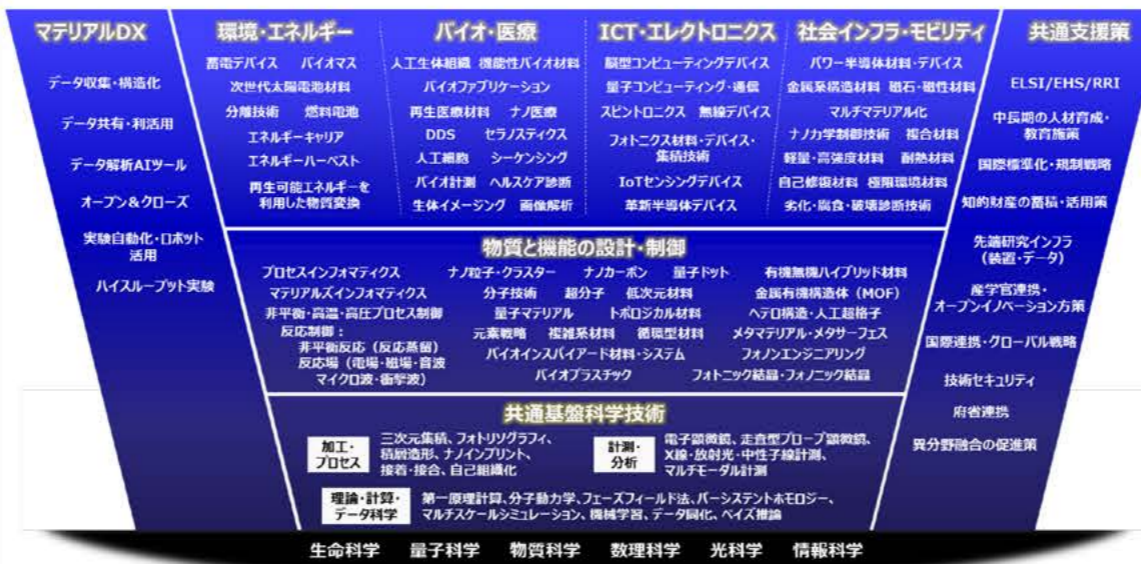 マテリアルDX
データ収集・構造化
データ共有・利活用
データ解析AIツール
オープン&クローズ
実験自動化・ロボット
活用
ハイスループット実験
環境・エネルギー
蓄電デバイス バイオマス
次世代太陽電池材料
分離技術 燃料電池
エネルギーキャリア
エネルギーハーベスト
再生可能エネルギーを
利用した物質変換
バイオ・医療
人工生体組織 機能性バイオ材料
バイオファブリケーション
再生医療材料 ナノ医療
DDS セラノスティクス
人工細胞 シーケンシング
バイオ計測 ヘルスケア診断
生体イメージング 画像解析
ICT・エレクトロニクス
脳型コンピューティングデバイス
量子コンピューティング・通信
スピントロニクス 無線デバイス
フォトニクス材料・デバイス・
集積技術
IoTセンシングデバイス
革新半導体デバイス
社会インフラ・モビリティ
パワー半導体材料・デバイス
金属系構造材料 磁石・磁性材料
マルチマテリアル化
ナノ力学制御技術 複合材料
軽量・高強度材料 耐熱材料
自己修復材料 極限環境材料
劣化・腐食・破壊診断技術
共通支援策
ELSI/EHS/RRI
中長期の人材育成・
教育施策
国際標準化・規制戦略
知的財産の蓄積・活用策
先端研究インフラ
(装置・データ)
産学官連携・
オープンイノベーション方策
国際連携・グローバル戦略
技術セキュリティ
府省連携
異分野融合の促進策
物質と機能の設計・制御
プロセスインフォマティクス ナノ粒子・クラスター ナノカーボン 量子ドット 有機無機ハイブリッド材料
マテリアルズインフォマティクス 分子技術 超分子 低次元材料 金属有機構造体(MOF)
非平衡・高温・高圧プロセス制御 量子マテリアル トポロジカル材料 ヘテロ構造・人工超格子
反応制御: 元素戦略 複雑系材料 循環型材料 メタマテリアル・メタサーフェス
非平衡反応(反応蒸留) バイオインスパイアード材料・システム フォノンエンジニアリング
反応場(電場・磁場・音波
マイクロ波・衝撃波) バイオプラスチック フォトニック結晶・フォノニック結晶
共通基盤科学技術
加工・
プロセス
三次元集積、フォトリソグラフィ、
積層造形、ナノインプリント、
接着・接合、自己組織化
計測・
分析
電子顕微鏡、走査型プローブ顕微鏡、
X線・放射光・中性子線計測、
マルチモーダル計測
理論・計算・
データ科学
第一原理計算、分子動力学、フェーズフィールド法、パーシステントホモロジー、
マルチスケールシミュレーション、機械学習、データ同化、ベイズ推論
生命科学 量子科学 物質科学 数理科学 光科学 情報科学